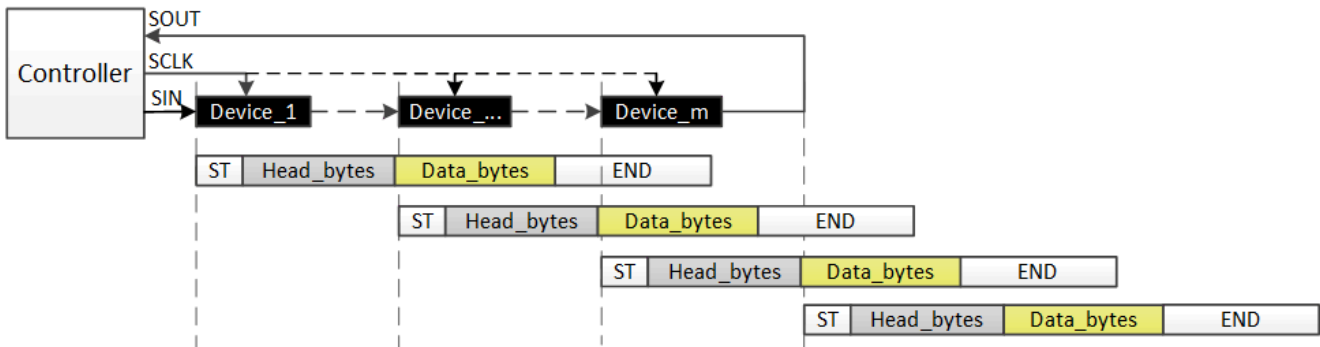 SOUT
Controller
SCLK
SIN
Device_1 Device_... Device_m
ST Head_bytes Data_bytes END
ST Head_bytes Data_bytes END
ST Head_bytes Data_bytes END
ST Head_bytes Data_bytes END